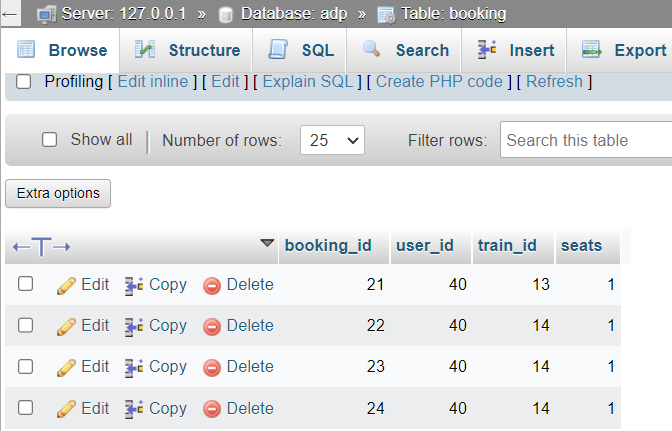 Server: 127.0.0.1 » Database: adp » Table: booking
Browse Structure SQL Search Insert Export
Profiling [ Edit inline ] [ Edit ] [ Explain SQL ] [ Create PHP code ] [ Refresh ]
Show all Number of rows: 25 Filter rows: Search this table
Extra options
booking_id user_id train_id seats
Edit Copy Delete 21 40 13 1
Edit Copy Delete 22 40 14 1
Edit Copy Delete 23 40 14 1
Edit Copy Delete 24 40 14 1